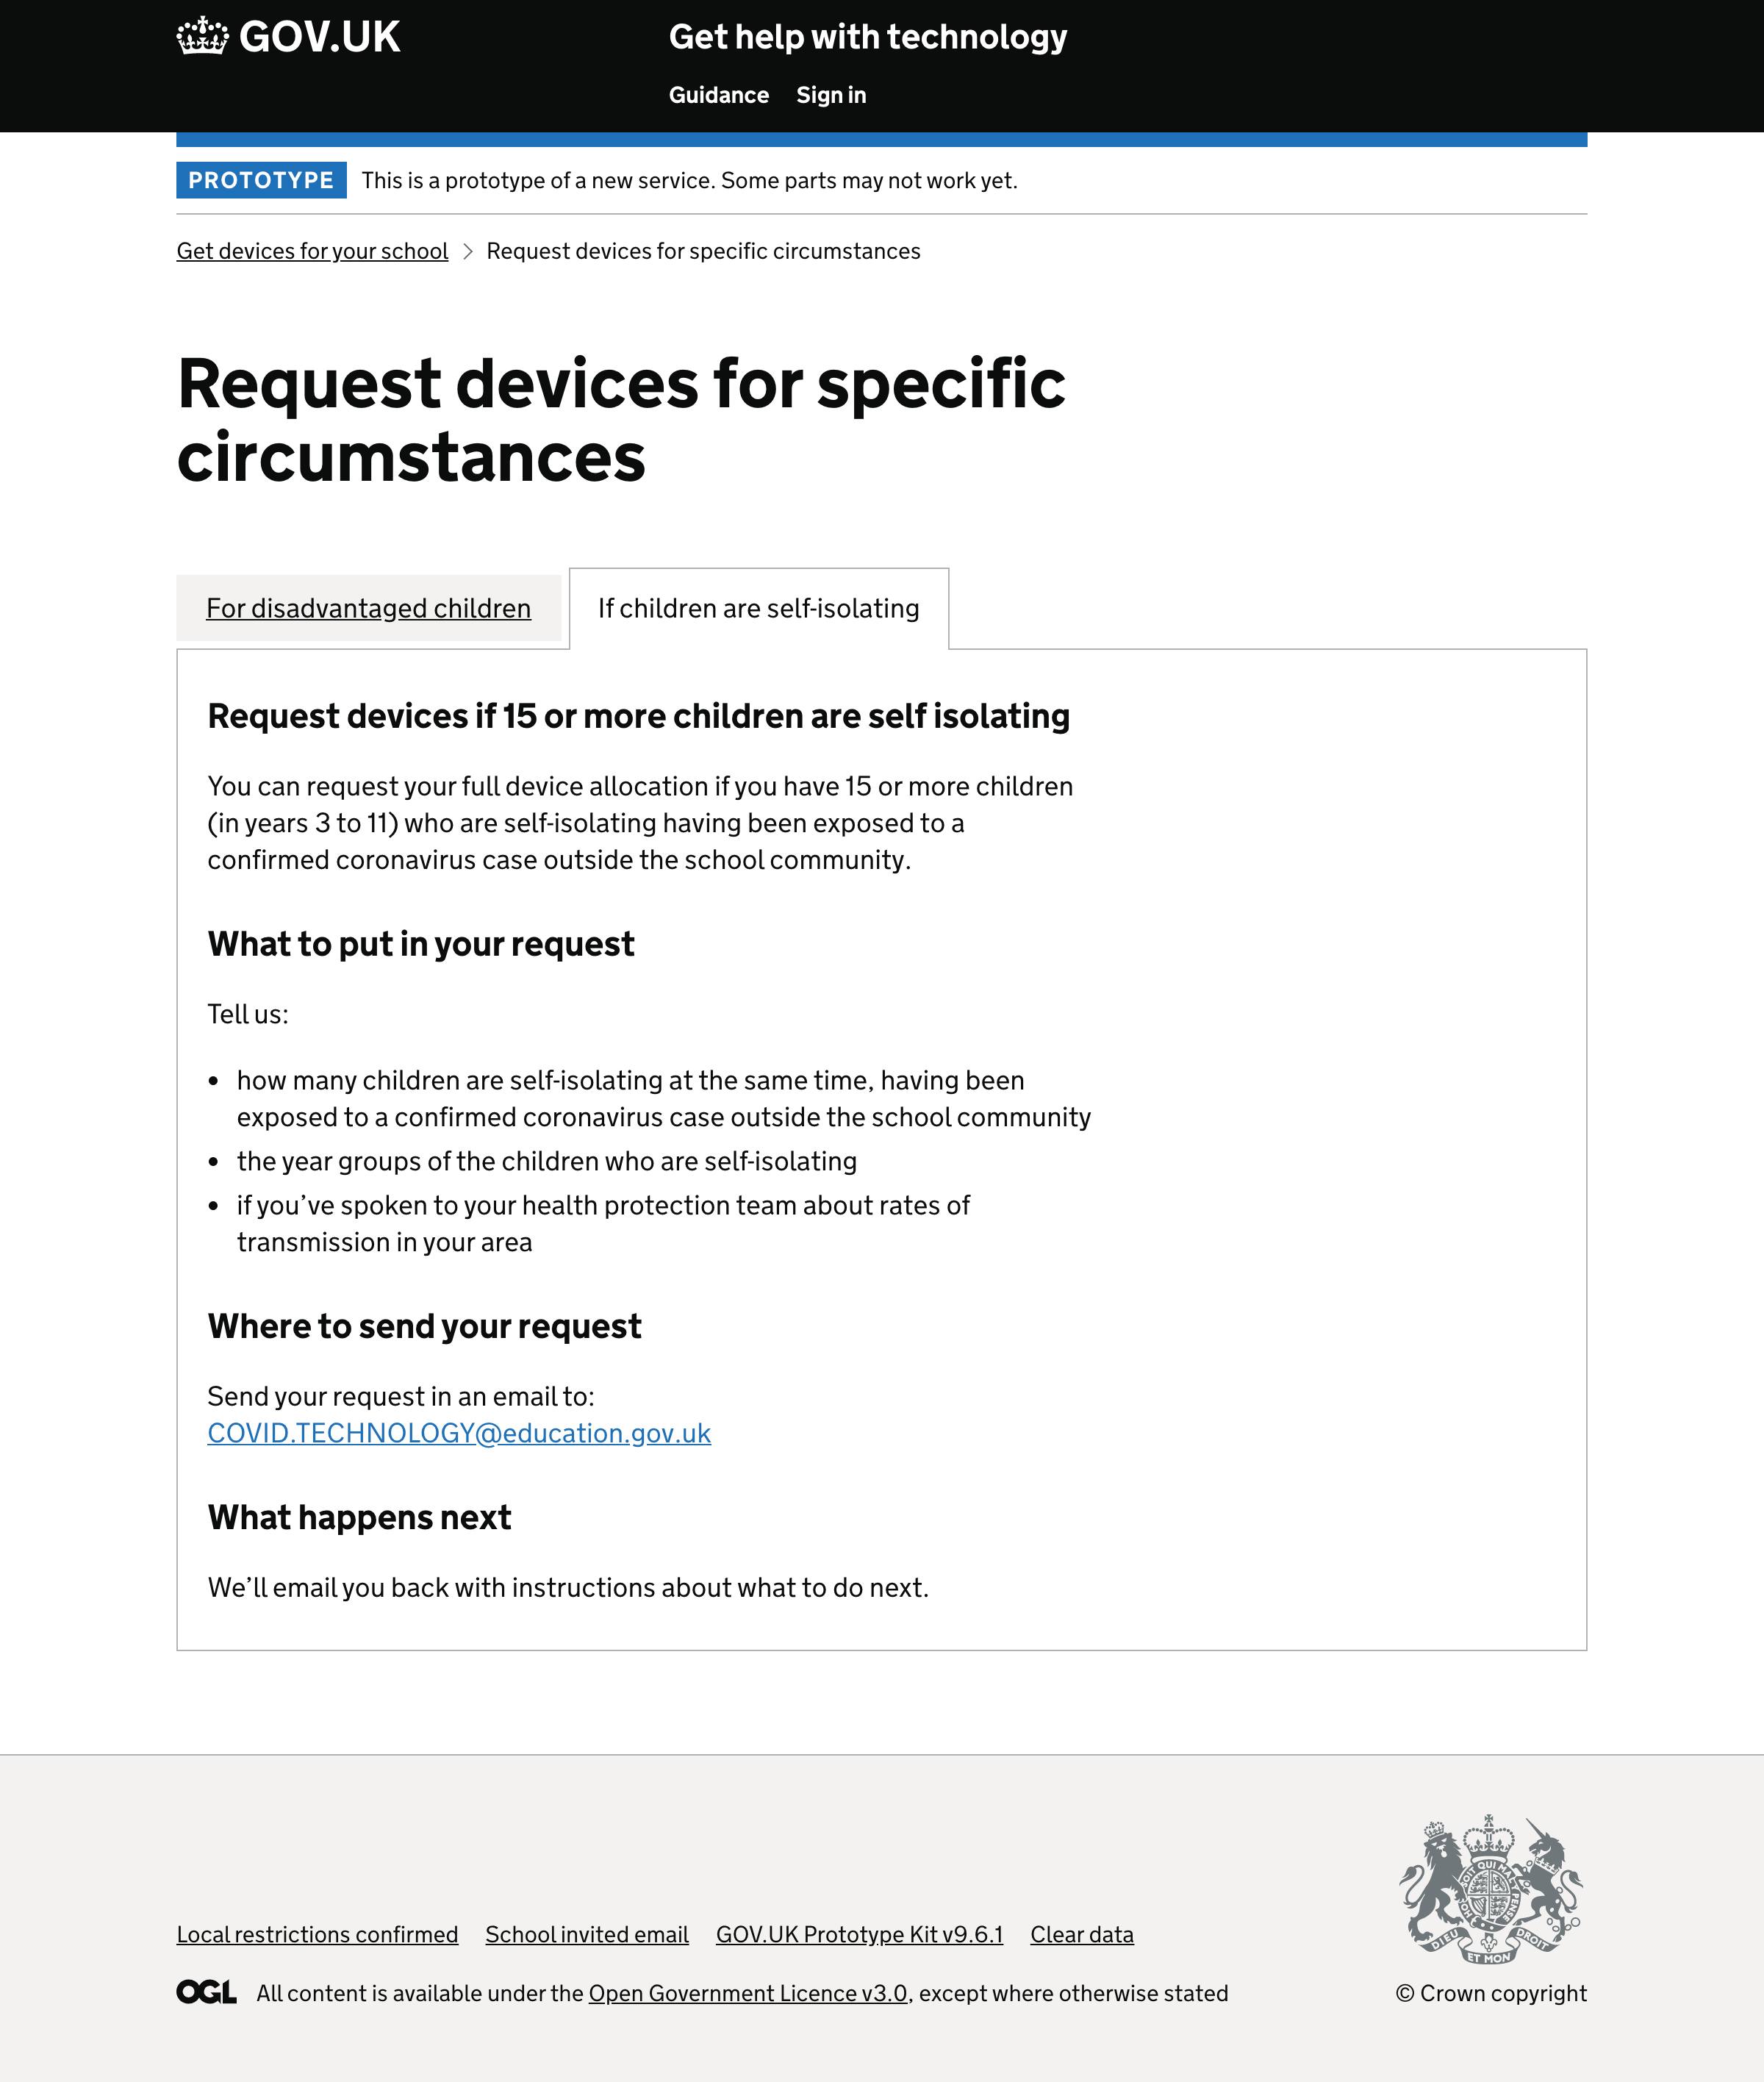 GOV.UK
Get help with technology
Guidance Sign in
PROTOTYPE This is a prototype of a new service. Some parts may not work yet.
Get devices for your school > Request devices for specific circumstances
Request devices for specific
circumstances
For disadvantaged children
If children are self-isolating
Request devices if 15 or more children are self isolating
You can request your full device allocation if you have 15 or more children
(in years 3 to 11) who are self-isolating having been exposed to a
confirmed coronavirus case outside the school community.
What to put in your request
Tell us:
• how many children are self-isolating at the same time, having been
exposed to a confirmed coronavirus case outside the school community
• the year groups of the children who are self-isolating
• if you’ve spoken to your health protection team about rates of
transmission in your area
Where to send your request
Send your request in an email to:
COVID.TECHNOLOGY@education.gov.uk
What happens next
We’ll email you back with instructions about what to do next.
Local restrictions confirmed School invited email GOV.UK Prototype Kit v9.6.1 Clear data
OGL All content is available under the Open Government Licence v3.0, except where otherwise stated
DIEU ET MON DROIT
© Crown copyright